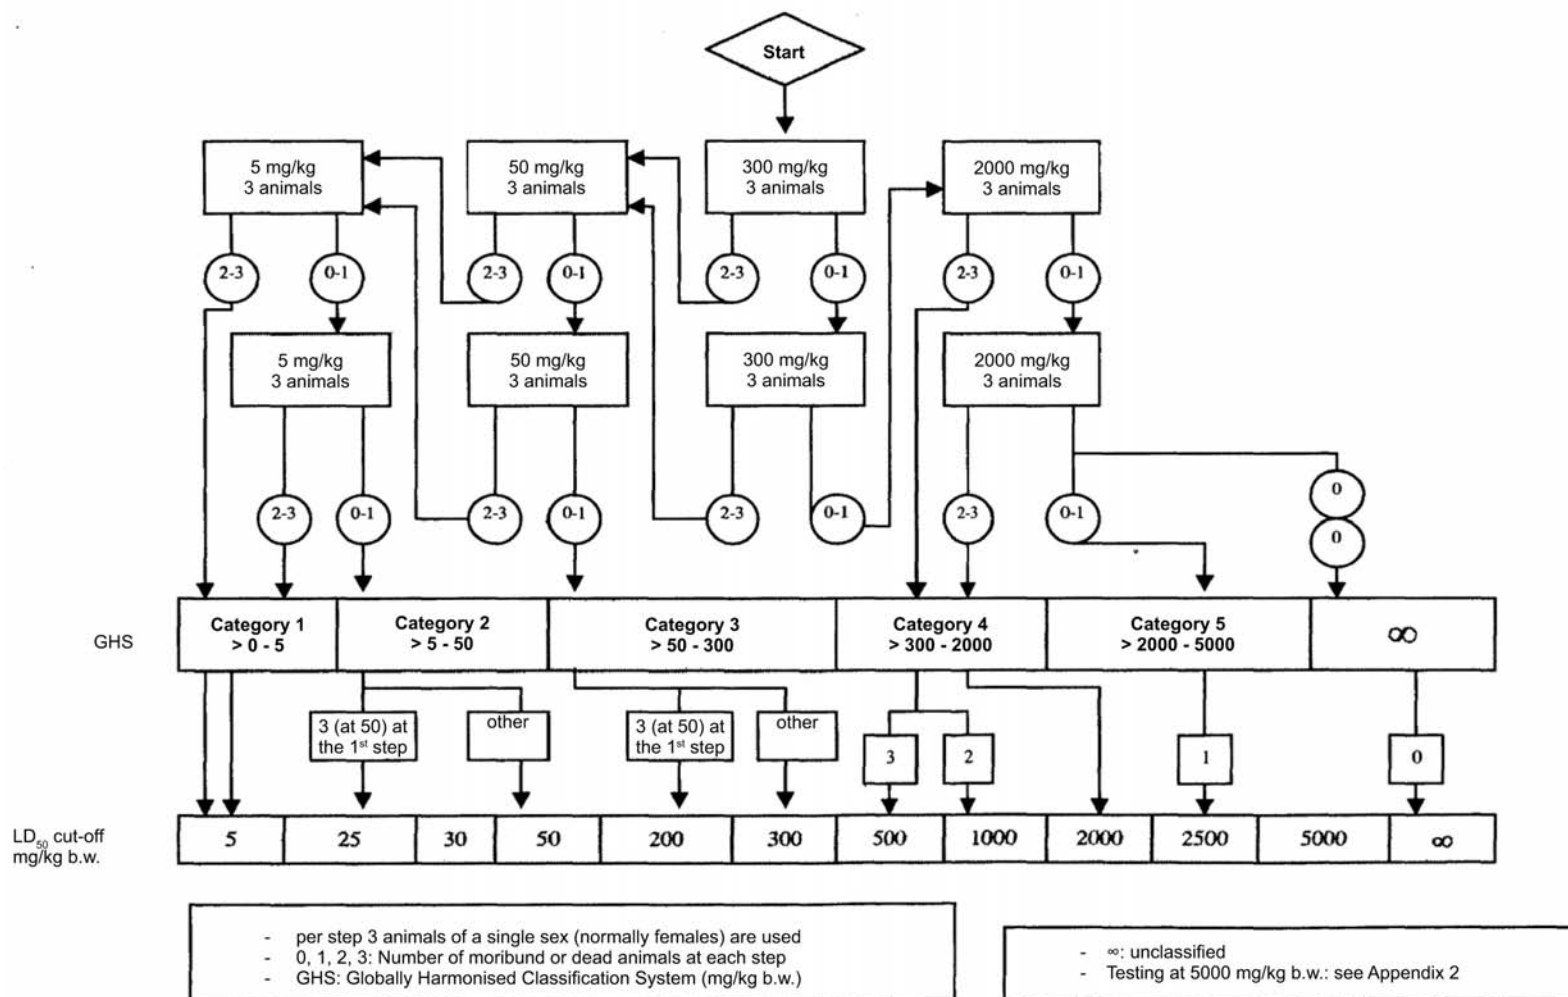 Start
5 mg/kg
3 animals
50 mg/kg
3 animals
300 mg/kg
3 animals
2000 mg/kg
3 animals
2-3
0-1
2-3
0-1
2-3
0-1
2-3
0-1
5 mg/kg
3 animals
50 mg/kg
3 animals
300 mg/kg
3 animals
2000 mg/kg
3 animals
2-3
0-1
2-3
0-1
2-3
0-1
2-3
0-1
0
0
GHS
Category 1
> 0 - 5
Category 2
> 5 - 50
Category 3
> 50 - 300
Category 4
> 300 - 2000
Category 5
> 2000 - 5000
∞
3 (at 50) at
the 1st step
other
3 (at 50) at
the 1st step
other
3
2
1
0
LD50 cut-off
mg/kg b.w.
5
25
30
50
200
300
500
1000
2000
2500
5000
∞
- per step 3 animals of a single sex (normally females) are used
- 0, 1, 2, 3: Number of moribund or dead animals at each step
- GHS: Globally Harmonised Classification System (mg/kg b.w.)
- ∞: unclassified
- Testing at 5000 mg/kg b.w.: see Appendix 2